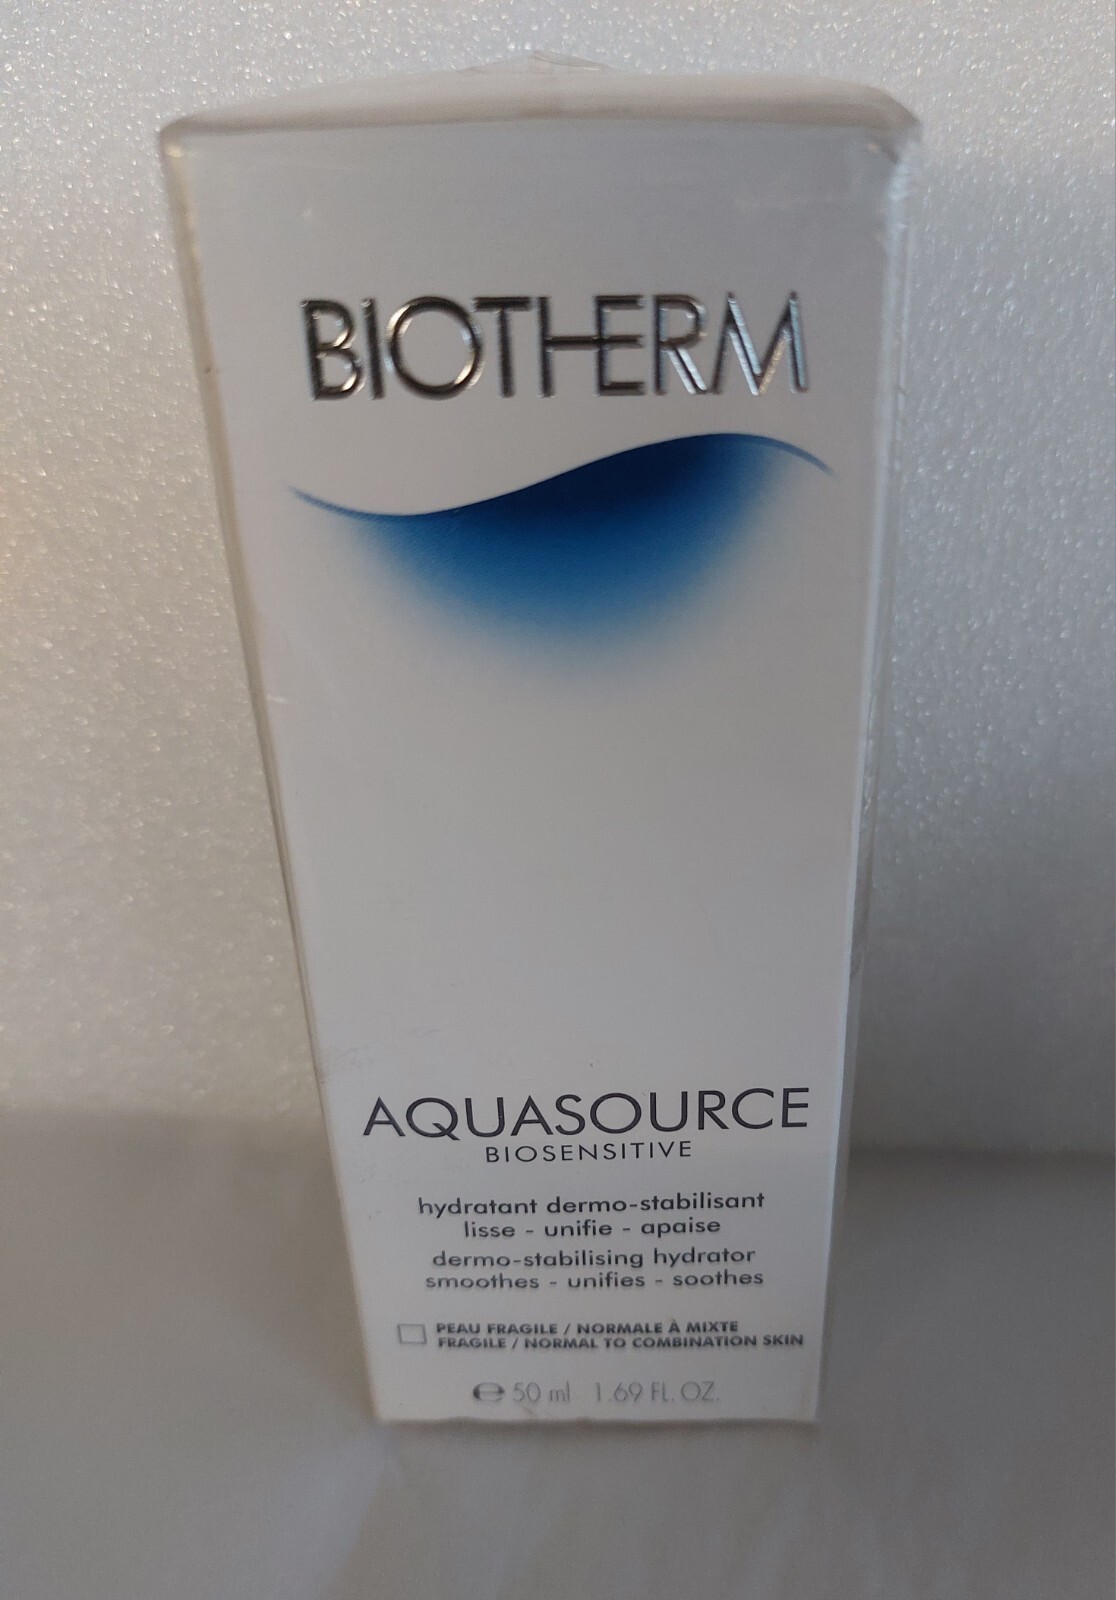 BIOTHERM
AQUASOURCE
BIOSENSITIVE
hydratant dermo-stabilisant
lisse - unifie - apaise
dermo-stabilising hydrator
smoothes - unifies - soothes
PEAU FRAGILE / NORMALE À MIXTE
FRAGILE / NORMAL TO COMBINATION SKIN
℮ 50 ml 1.69 FL. OZ.